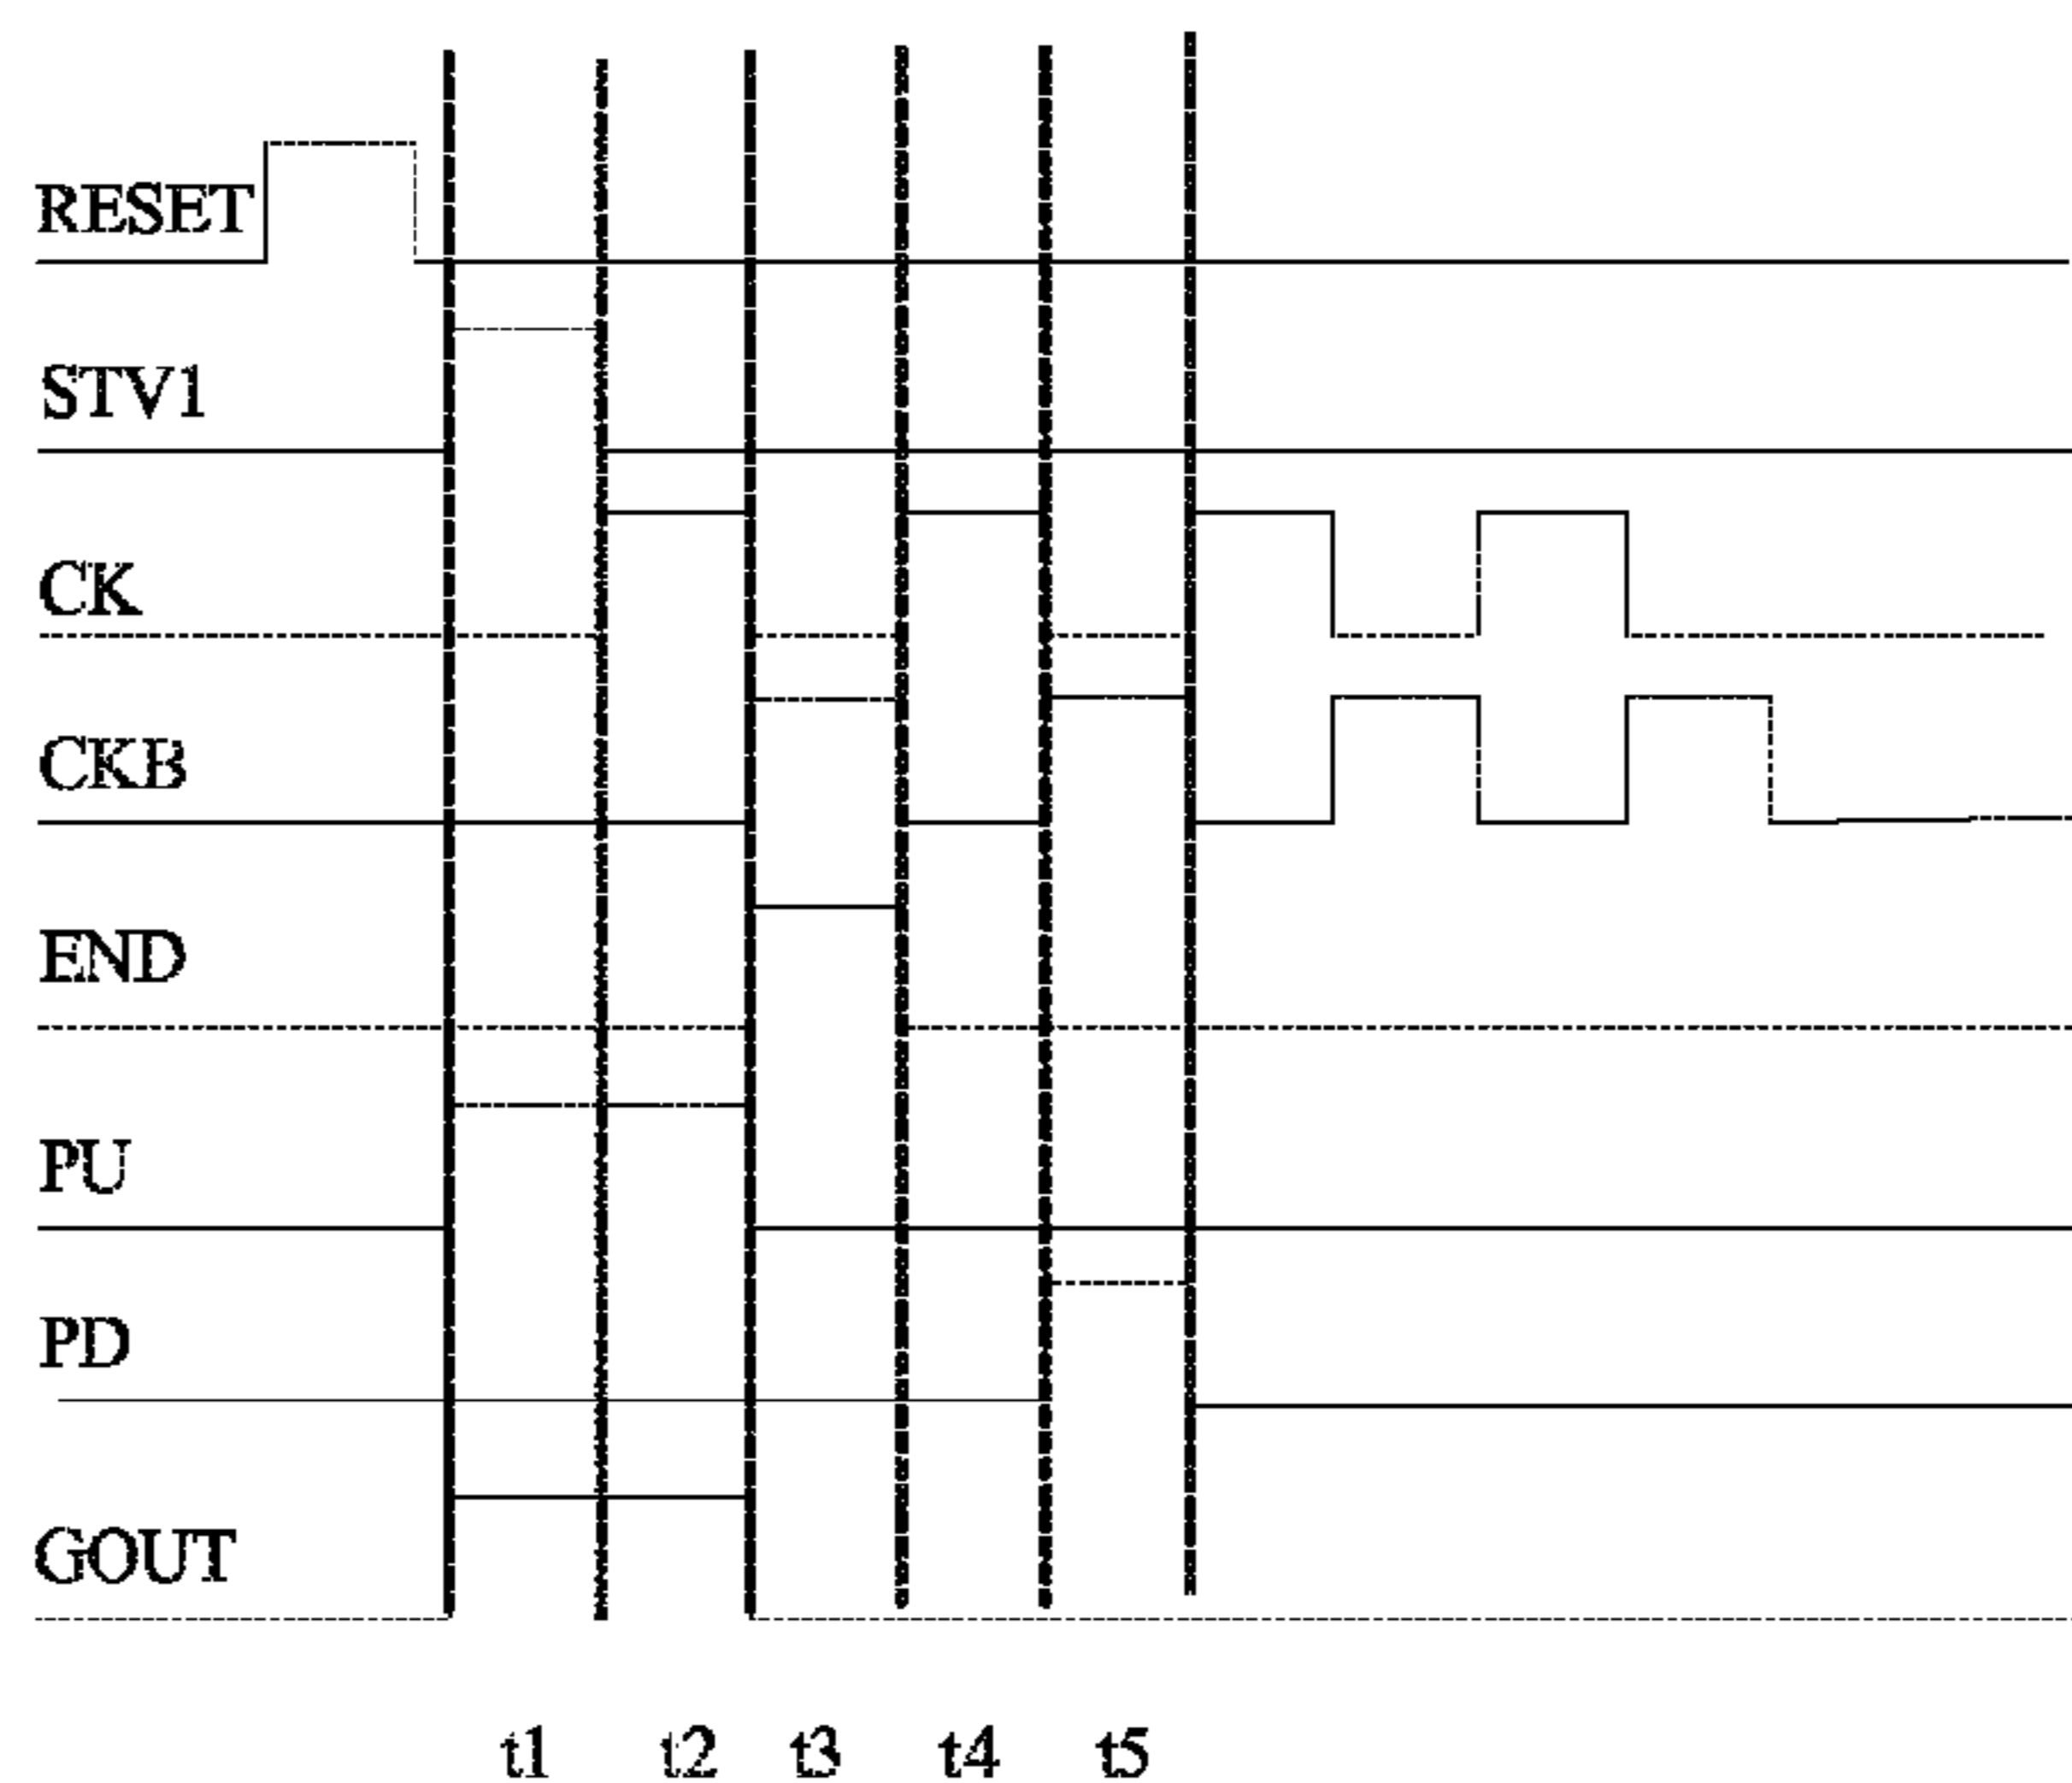 RESET
STV1
CK
CKB
END
PU
PD
GOUT
t1 t2 t3 t4 t5